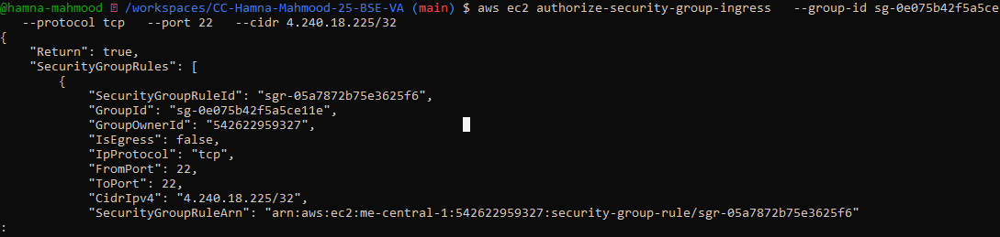 @hamna-mahmood /workspaces/CC-Hamna-Mahmood-25-BSE-VA (main) $ aws ec2 authorize-security-group-ingress   --group-id sg-0e075b42f5a5ce
   --protocol tcp   --port 22   --cidr 4.240.18.225/32
{
    "Return": true,
    "SecurityGroupRules": [
        {
            "SecurityGroupRuleId": "sgr-05a7872b75e3625f6",
            "GroupId": "sg-0e075b42f5a5ce11e",
            "GroupOwnerId": "542622959327",
            "IsEgress": false,
            "IpProtocol": "tcp",
            "FromPort": 22,
            "ToPort": 22,
            "CidrIpv4": "4.240.18.225/32",
            "SecurityGroupRuleArn": "arn:aws:ec2:me-central-1:542622959327:security-group-rule/sgr-05a7872b75e3625f6"
: